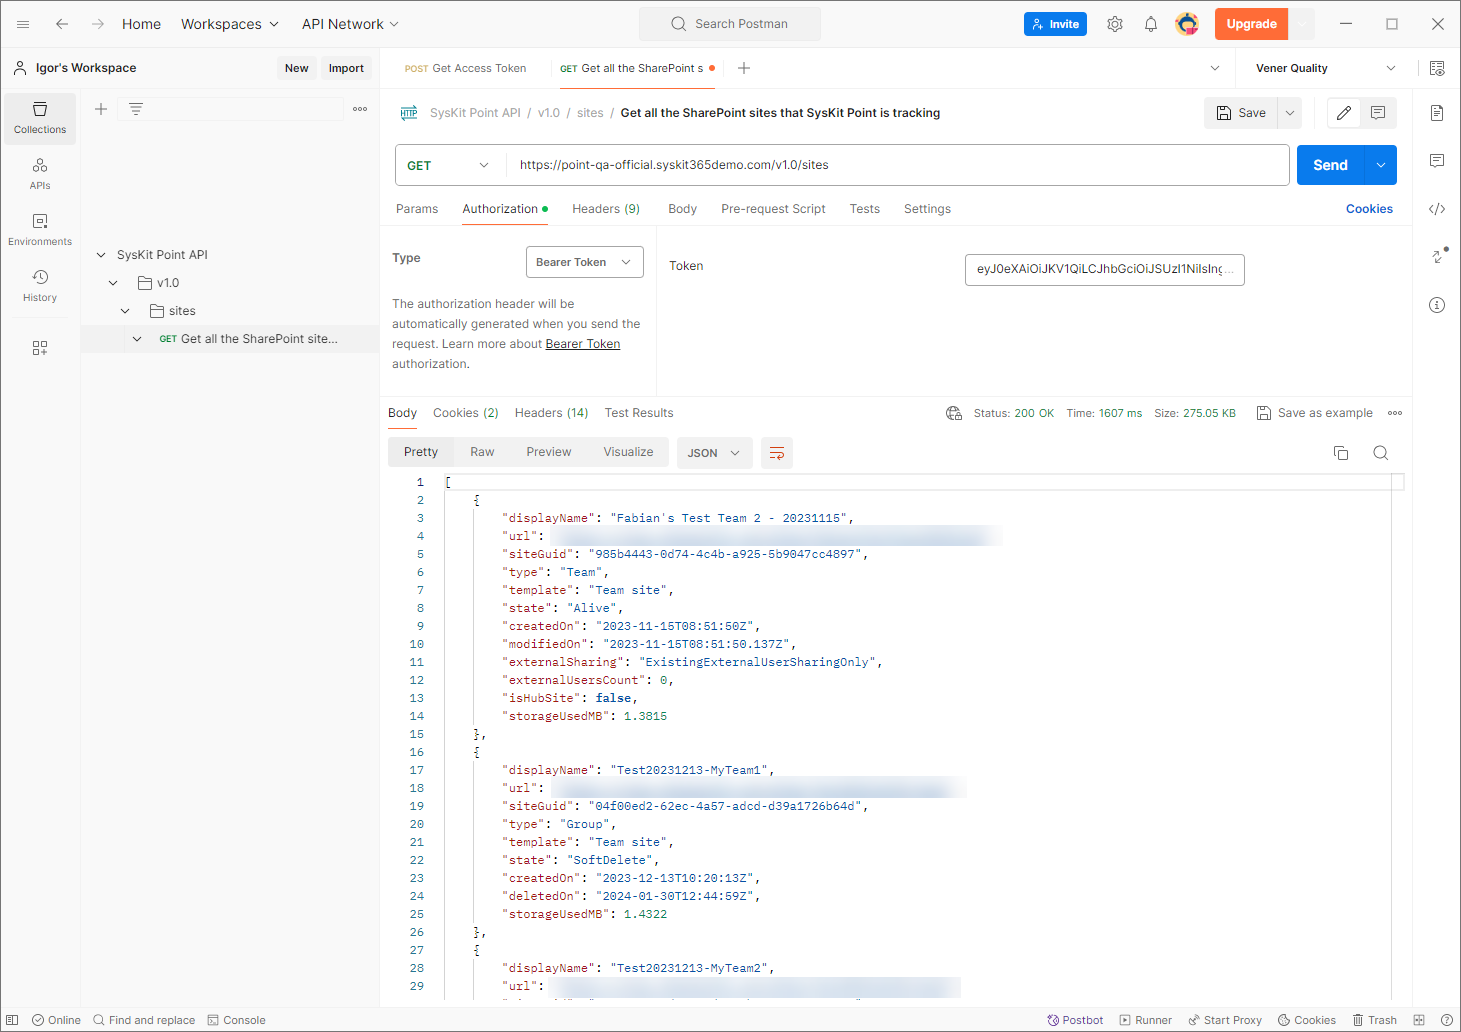 Home Workspaces API Network Search Postman Invite Upgrade
Igor's Workspace New Import POST Get Access Token GET Get all the SharePoint s Vener Quality
Collections
APIs
Environments
History
SysKit Point API
v1.0
sites
GET Get all the SharePoint site...
HTTP SysKit Point API / v1.0 / sites / Get all the SharePoint sites that SysKit Point is tracking Save
GET https://point-qa-official.syskit365demo.com/v1.0/sites Send
Params Authorization Headers (9) Body Pre-request Script Tests Settings Cookies
Type Bearer Token
The authorization header will be
automatically generated when you send the
request. Learn more about Bearer Token
authorization.
Token eyJ0eXAiOiJKV1QiLCJhbGciOiJSUzI1NiIsIng...
Body Cookies (2) Headers (14) Test Results Status: 200 OK Time: 1607 ms Size: 275.05 KB Save as example
Pretty Raw Preview Visualize JSON
1 [
2 {
3 "displayName": "Fabian's Test Team 2 - 20231115",
4 "url":
5 "siteGuid": "985b4443-0d74-4c4b-a925-5b9047cc4897",
6 "type": "Team",
7 "template": "Team site",
8 "state": "Alive",
9 "createdOn": "2023-11-15T08:51:50Z",
10 "modifiedOn": "2023-11-15T08:51:50.137Z",
11 "externalSharing": "ExistingExternalUserSharingOnly",
12 "externalUsersCount": 0,
13 "isHubSite": false,
14 "storageUsedMB": 1.3815
15 },
16 {
17 "displayName": "Test20231213-MyTeam1",
18 "url":
19 "siteGuid": "04f00ed2-62ec-4a57-adcd-d39a1726b64d",
20 "type": "Group",
21 "template": "Team site",
22 "state": "SoftDelete",
23 "createdOn": "2023-12-13T10:20:13Z",
24 "deletedOn": "2024-01-30T12:44:59Z",
25 "storageUsedMB": 1.4322
26 },
27 {
28 "displayName": "Test20231213-MyTeam2",
29 "url":
Online Find and replace Console Postbot Runner Start Proxy Cookies Trash